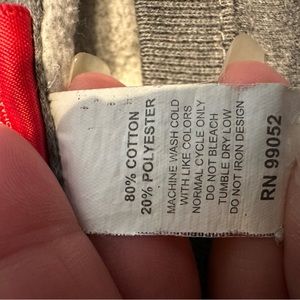 80% COTTON
20% POLYESTER
MACHINE WASH COLD
WITH LIKE COLORS
NORMAL CYCLE ONLY
DO NOT BLEACH
TUMBLE DRY LOW
DO NOT IRON DESIGN
RN 99052